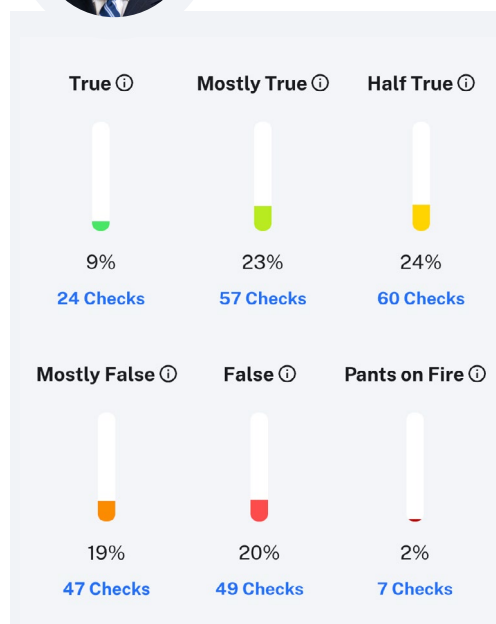 True ⓘ Mostly True ⓘ Half True ⓘ
9% 23% 24%
24 Checks 57 Checks 60 Checks
Mostly False ⓘ False ⓘ Pants on Fire ⓘ
19% 20% 2%
47 Checks 49 Checks 7 Checks